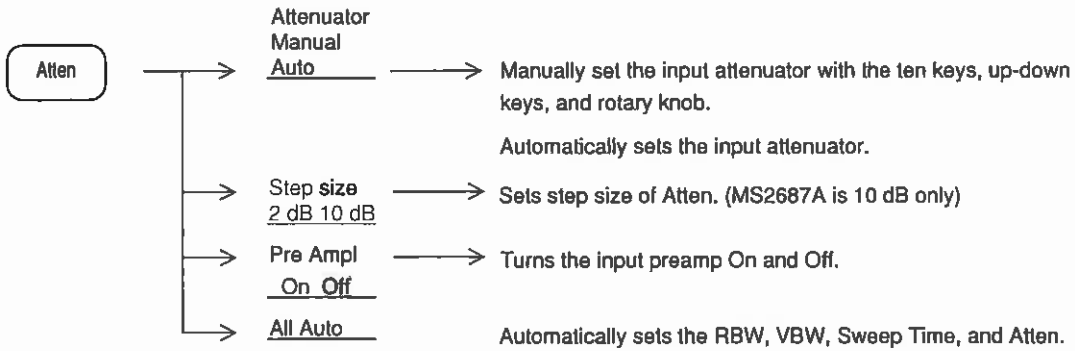 Atten
Attenuator
Manual
Auto
Manually set the input attenuator with the ten keys, up-down
keys, and rotary knob.
Automatically sets the input attenuator.
Step size
2 dB 10 dB
Sets step size of Atten. (MS2687A is 10 dB only)
Pre Ampl
On Off
Turns the input preamp On and Off.
All Auto
Automatically sets the RBW, VBW, Sweep Time, and Atten.